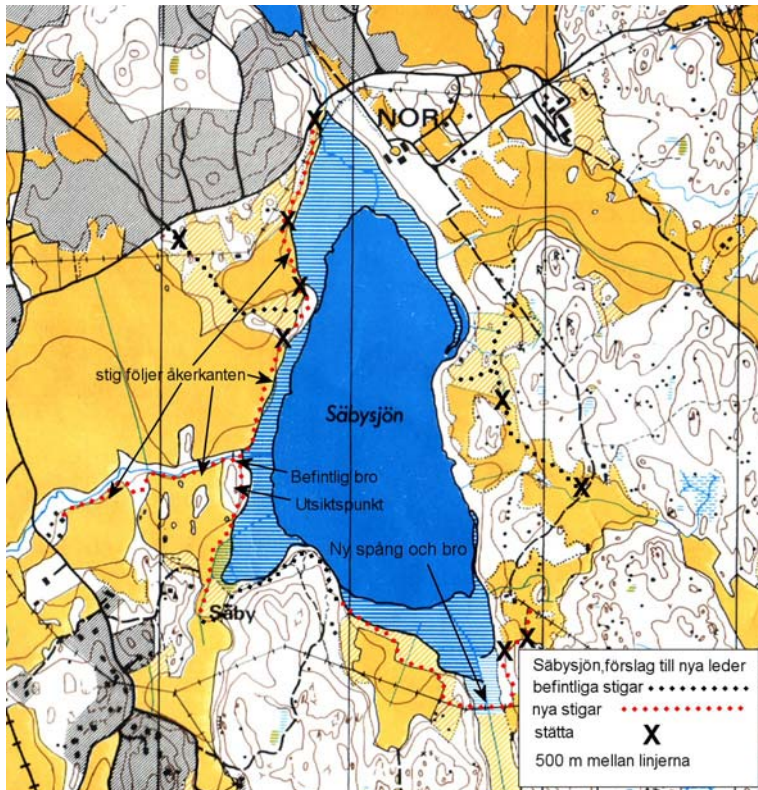 NOR
stig följer åkerkanten
Säbysjön
Befintlig bro
Utsiktspunkt
Ny spång och bro
Säby
Säbysjön,förslag till nya leder
befintliga stigar
nya stigar
stätta X
500 m mellan linjerna